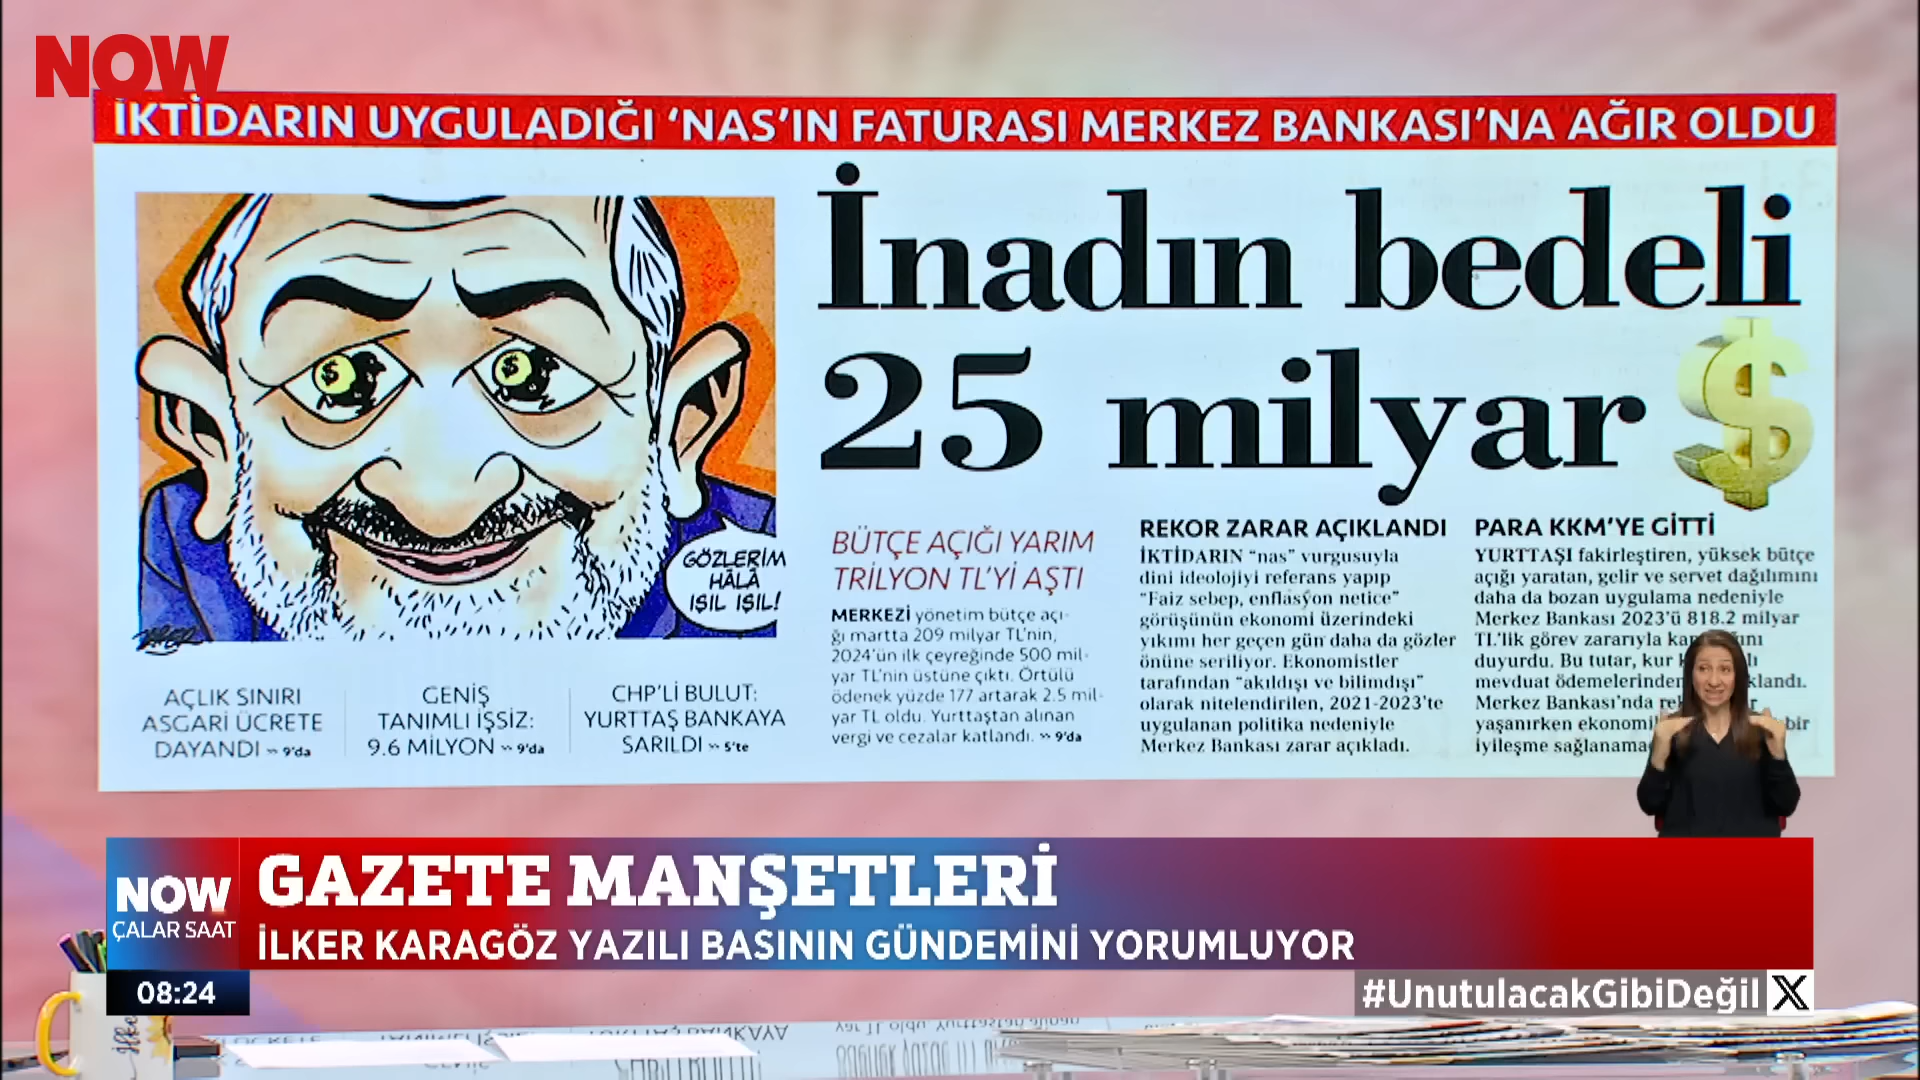 NOW
İKTİDARIN UYGULADIĞI ‘NAS’IN FATURASI MERKEZ BANKASI’NA AĞIR OLDU
İnadın bedeli
25 milyar $
GÖZLERİM
HÂLÂ
IŞIL IŞIL!
AÇLIK SINIRI
ASGARİ ÜCRETE
DAYANDI ›› 9’da
GENİŞ
TANIMLI İŞSİZ:
9.6 MİLYON ›› 9’da
CHP’Lİ BULUT:
YURTTAŞ BANKAYA
SARILDI ›› 5’te
BÜTÇE AÇIĞI YARIM
TRİLYON TL’Yİ AŞTI
MERKEZİ yönetim bütçe açı-
ğı martta 209 milyar TL’nin,
2024’ün ilk çeyreğinde 500 mil-
yar TL’nin üstüne çıktı. Örtülü
ödenek yüzde 177 artarak 2.5 mil-
yar TL oldu. Yurttaştan alınan
vergi ve cezalar katlandı. ›› 9’da
REKOR ZARAR AÇIKLANDI
İKTİDARIN “nas” vurgusuyla
dini ideolojiyi referans yapıp
“Faiz sebep, enflasyon netice”
görüşünün ekonomi üzerindeki
yıkımı her geçen gün daha da gözler
önüne seriliyor. Ekonomistler
tarafından “akıldışı ve bilimdışı”
olarak nitelendirilen, 2021-2023’te
uygulanan politika nedeniyle
Merkez Bankası zarar açıkladı.
PARA KKM’YE GİTTİ
YURTTAŞI fakirleştiren, yüksek bütçe
açığı yaratan, gelir ve servet dağılımını
daha da bozan uygulama nedeniyle
Merkez Bankası 2023’ü 818.2 milyar
TL’lik görev zararıyla
duyurdu. Bu tutar, kur
mevduat ödemelerinden
Merkez Bankası’nda
yaşanırken bir
iyileşme
NOW
ÇALAR SAAT
GAZETE MANŞETLERİ
İLKER KARAGÖZ YAZILI BASININ GÜNDEMİNİ YORUMLUYOR
08:24
#UnutulacakGibiDeğil X